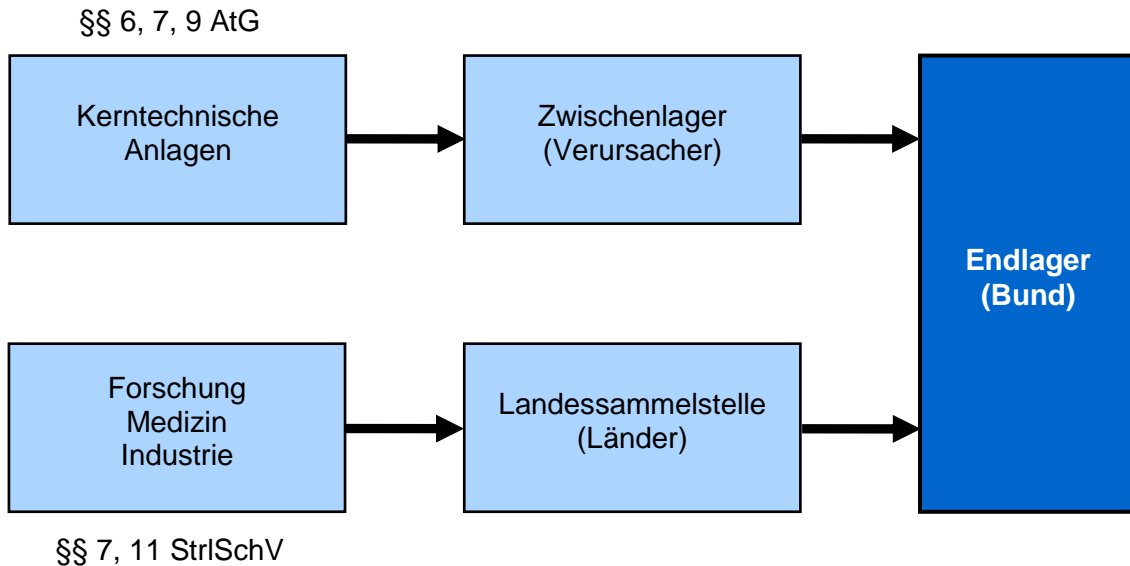 §§ 6, 7, 9 AtG
Kerntechnische
Anlagen
Zwischenlager
(Verursacher)
Endlager
(Bund)
Forschung
Medizin
Industrie
Landessammelstelle
(Länder)
§§ 7, 11 StrlSchV